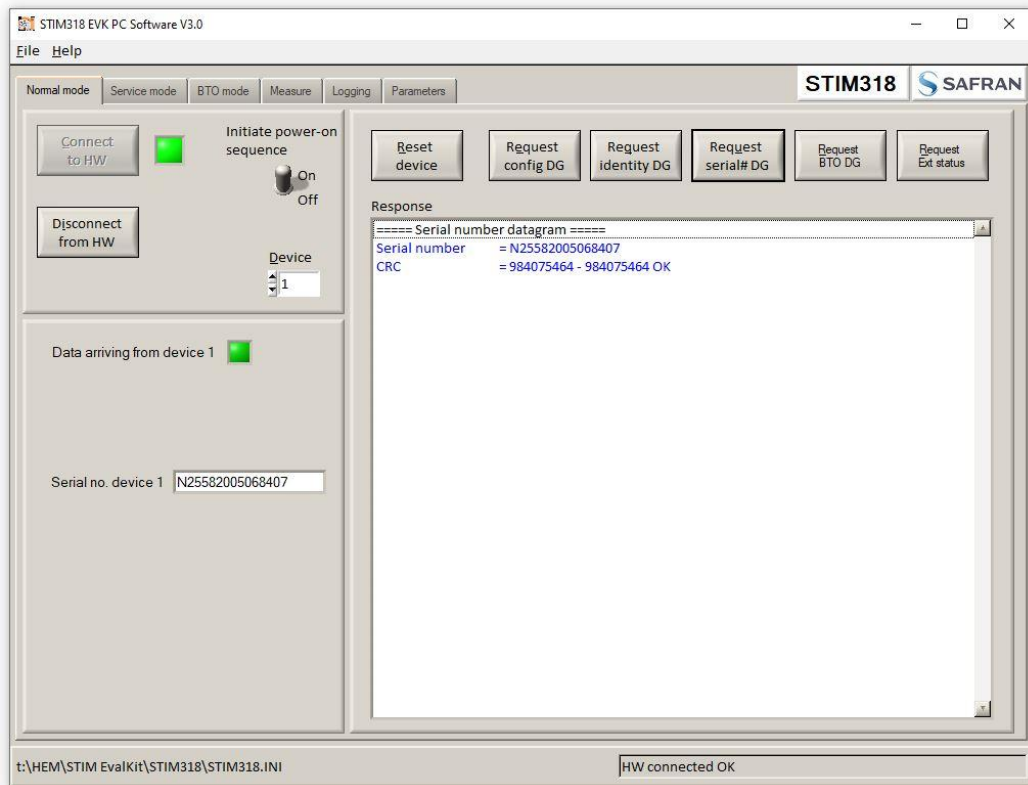 STIM318 EVK PC Software V3.0
File Help
Normal mode
Service mode
BTO mode
Measure
Logging
Parameters
STIM318
SAFRAN
Connect
to HW
Initiate power-on
sequence
On
Off
Disconnect
from HW
Device
1
Reset
device
Request
config DG
Request
identity DG
Request
serial# DG
Request
BTO DG
Request
Ext status
Response
===== Serial number datagram =====
Serial number = N25582005068407
CRC = 984075464 - 984075464 OK
Data arriving from device 1
Serial no. device 1 N25582005068407
t:\HEM\STIM EvalKit\STIM318\STIM318.INI
HW connected OK